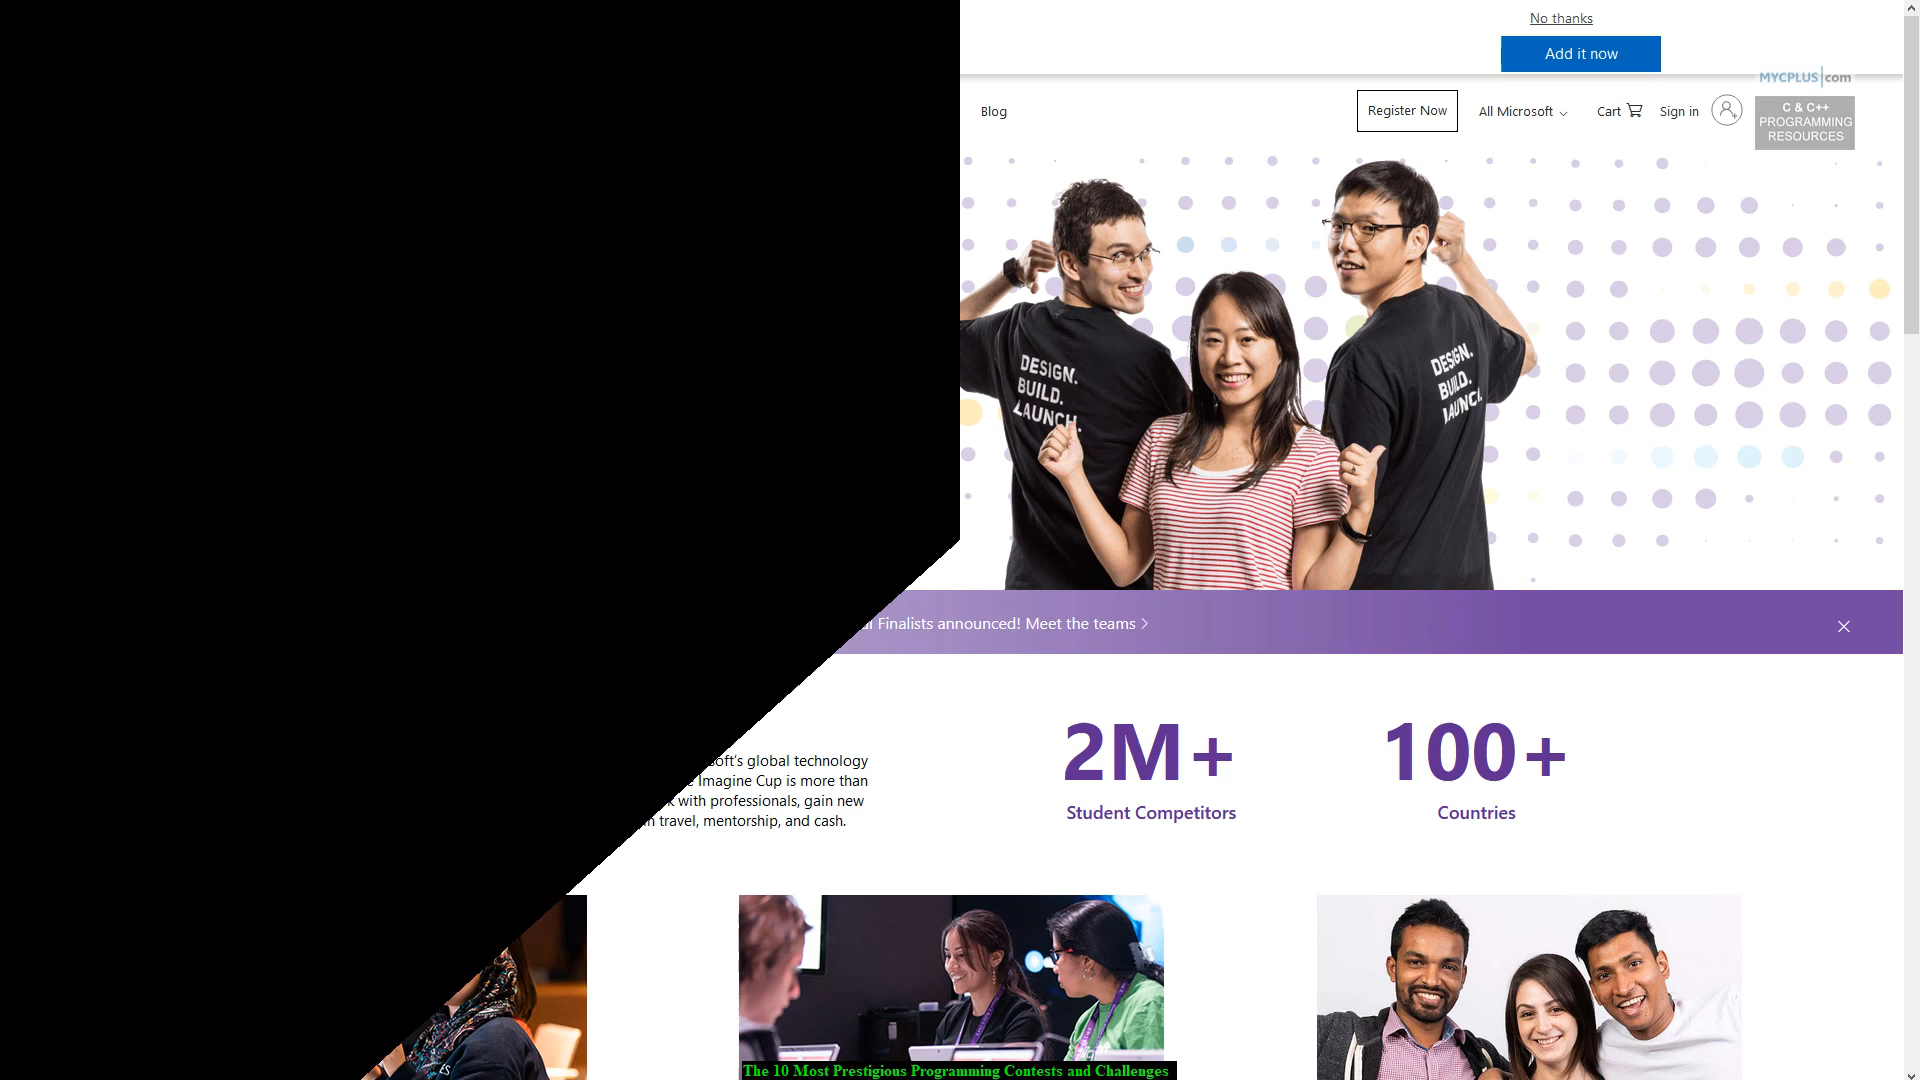 No thanks
Add it now
MYCPLUS|com
Blog
Register Now
All Microsoft
Cart
Sign in
C & C++
PROGRAMMING
RESOURCES
DESIGN.
BUILD.
LAUNCH.
DESIGN.
BUILD.
LAUNCH.
Finalists announced! Meet the teams >
2M+
100+
Student Competitors
Countries
global technology
Imagine Cup is more than
with professionals, gain new
travel, mentorship, and cash.
The 10 Most Prestigious Programming Contests and Challenges